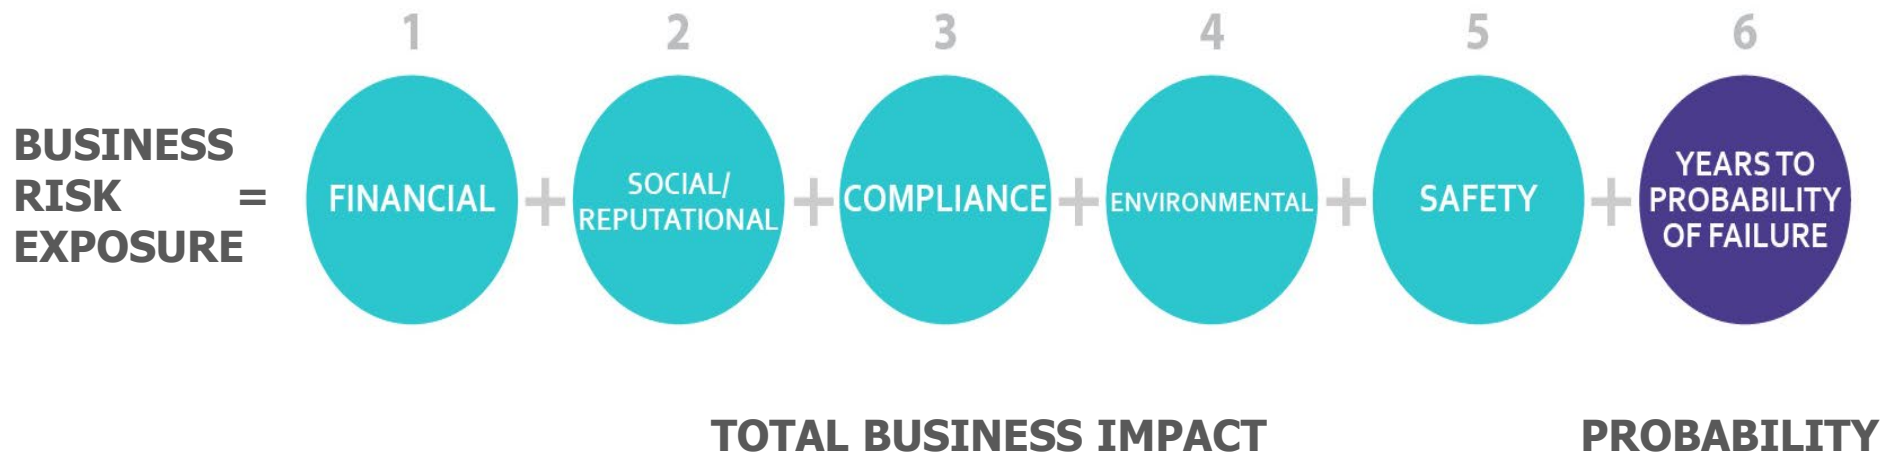 1 2 3 4 5 6
BUSINESS
RISK =
EXPOSURE
FINANCIAL
+
SOCIAL/
REPUTATIONAL
+
COMPLIANCE
+
ENVIRONMENTAL
+
SAFETY
+
YEARS TO
PROBABILITY
OF FAILURE
TOTAL BUSINESS IMPACT
PROBABILITY